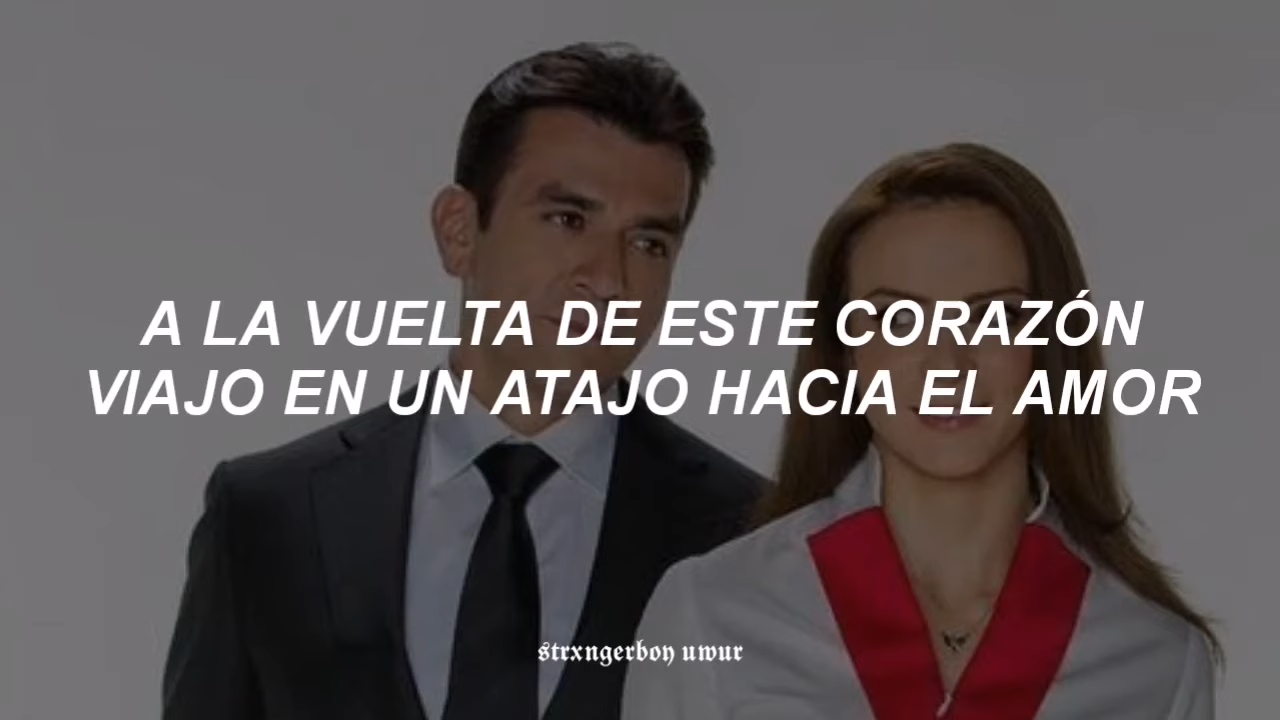 A LA VUELTA DE ESTE CORAZÓN
VIAJO EN UN ATAJO HACIA EL AMOR
strxngerboy uwur